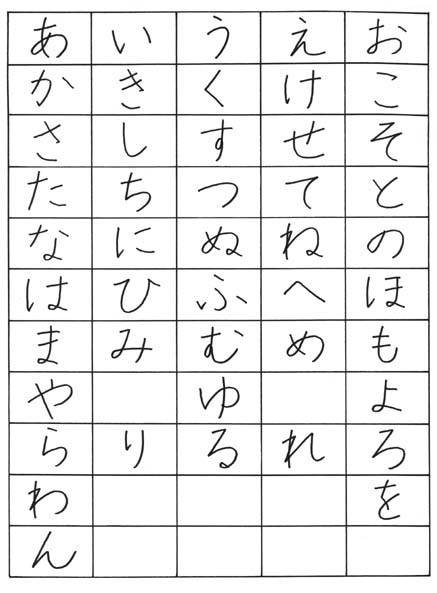 あ い う え お
か き く け こ
さ し す せ そ
た ち つ て と
な に ぬ ね の
は ひ ふ へ ほ
ま み む め も
や ゆ よ
ら り る れ ろ
わ を
ん